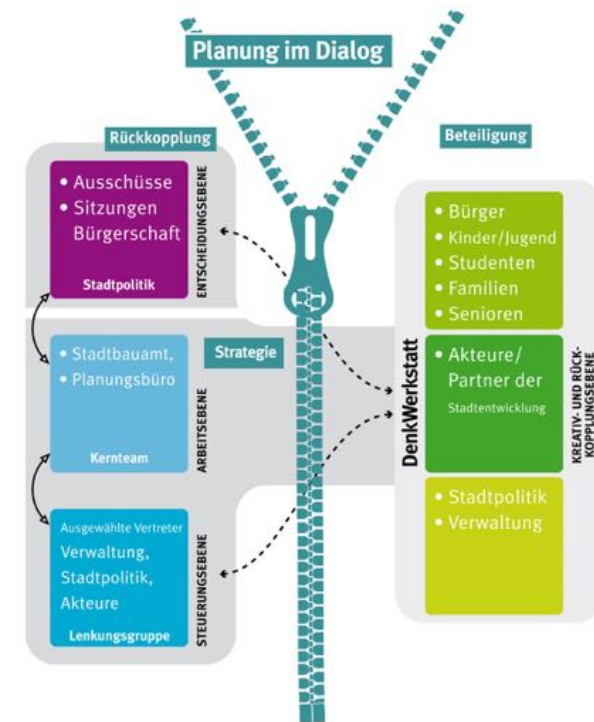 Planung im Dialog
Rückkopplung
• Ausschüsse
• Sitzungen
Bürgerschaft
Stadtpolitik
ENTSCHEIDUNGSEBENE
Strategie
• Stadtbauamt,
• Planungsbüro
Kernteam
ARBEITSEBENE
Ausgewählte Vertreter
Verwaltung,
Stadtpolitik,
Akteure
Lenkungsgruppe
STEUERUNGSEBENE
Beteiligung
DenkWerkstatt
• Bürger
• Kinder/Jugend
• Studenten
• Familien
• Senioren
• Akteure/
Partner der
Stadtentwicklung
• Stadtpolitik
• Verwaltung
KREATIV- UND RÜCK-
KOPPLUNGSEBENE